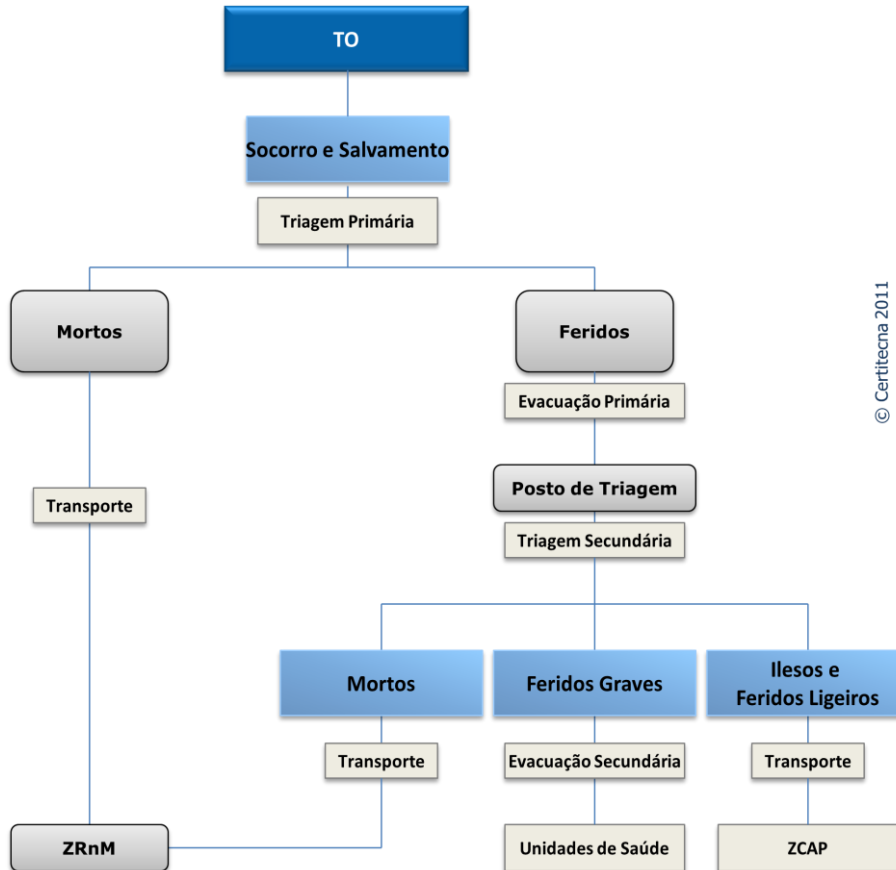 TO
Socorro e Salvamento
Triagem Primária
Mortos
Feridos
Evacuação Primária
Posto de Triagem
Transporte
Triagem Secundária
Mortos
Feridos Graves
Ilesos e
Feridos Ligeiros
Transporte
Evacuação Secundária
Transporte
ZRnM
Unidades de Saúde
ZCAP
© Certitecna 2011